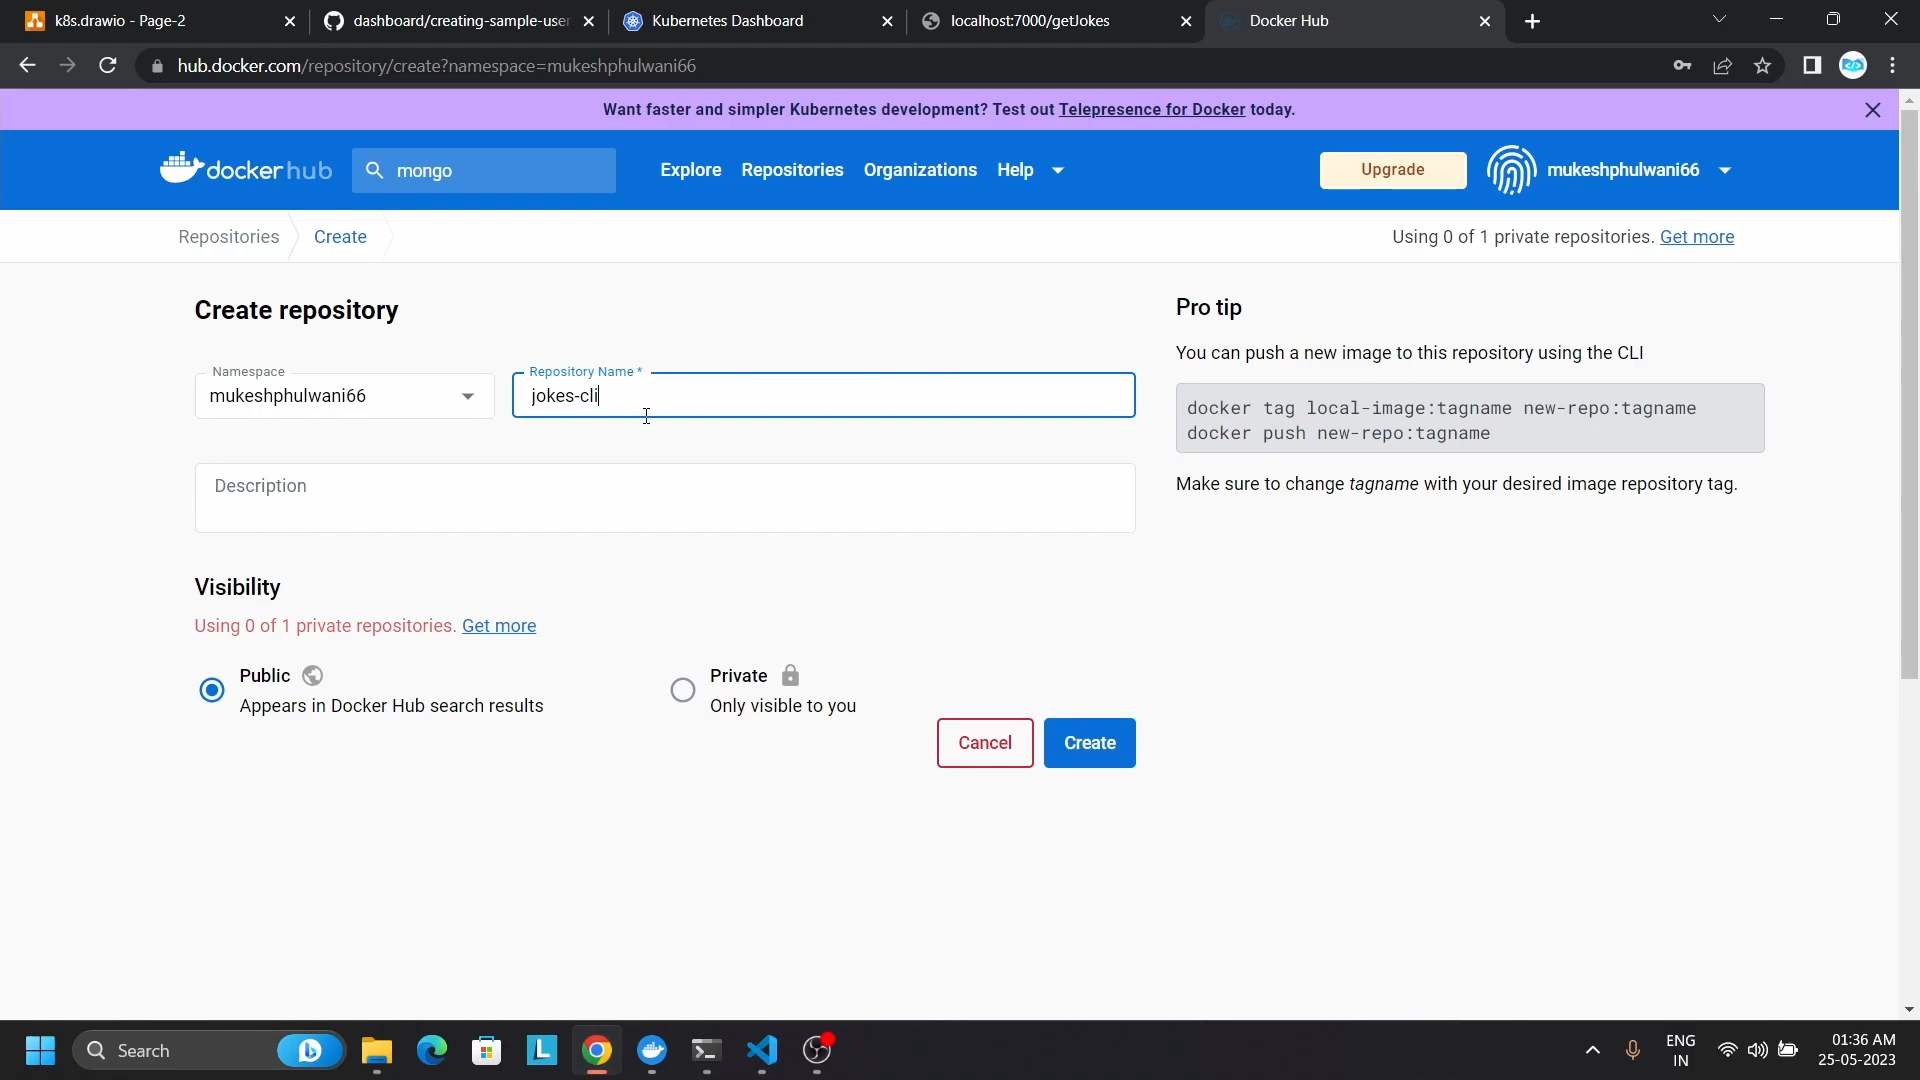 k8s.drawio - Page-2
dashboard/creating-sample-user
Kubernetes Dashboard
localhost:7000/getJokes
Docker Hub
hub.docker.com/repository/create?namespace=mukeshphulwani66
Want faster and simpler Kubernetes development? Test out Telepresence for Docker today.
dockerhub
mongo
Explore
Repositories
Organizations
Help
Upgrade
mukeshphulwani66
Repositories
Create
Using 0 of 1 private repositories. Get more
Create repository
Namespace
mukeshphulwani66
Repository Name *
jokes-cli
Description
Visibility
Using 0 of 1 private repositories. Get more
Public
Appears in Docker Hub search results
Private
Only visible to you
Cancel
Create
Pro tip
You can push a new image to this repository using the CLI
docker tag local-image:tagname new-repo:tagname
docker push new-repo:tagname
Make sure to change tagname with your desired image repository tag.
Search
L
ENG
IN
01:36 AM
25-05-2023